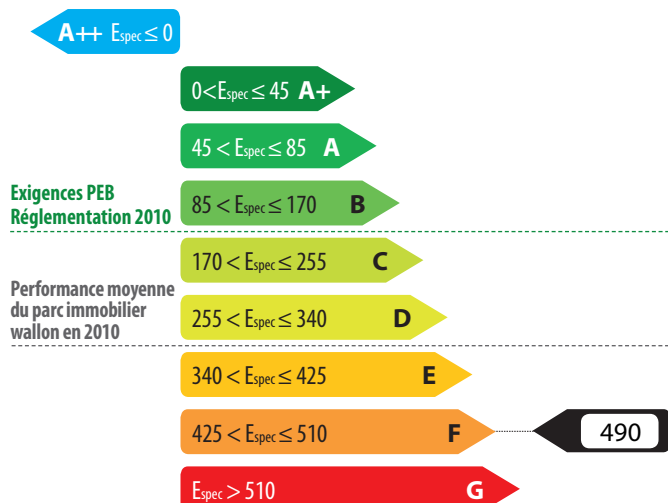 A++ Espec ≤ 0
0<Espec ≤ 45 A+
45 < Espec ≤ 85 A
Exigences PEB
Réglementation 2010
85 < Espec ≤ 170 B
170 < Espec ≤ 255 C
Performance moyenne
du parc immobilier
wallon en 2010
255 < Espec ≤ 340 D
340 < Espec ≤ 425 E
425 < Espec ≤ 510 F
490
Espec > 510 G